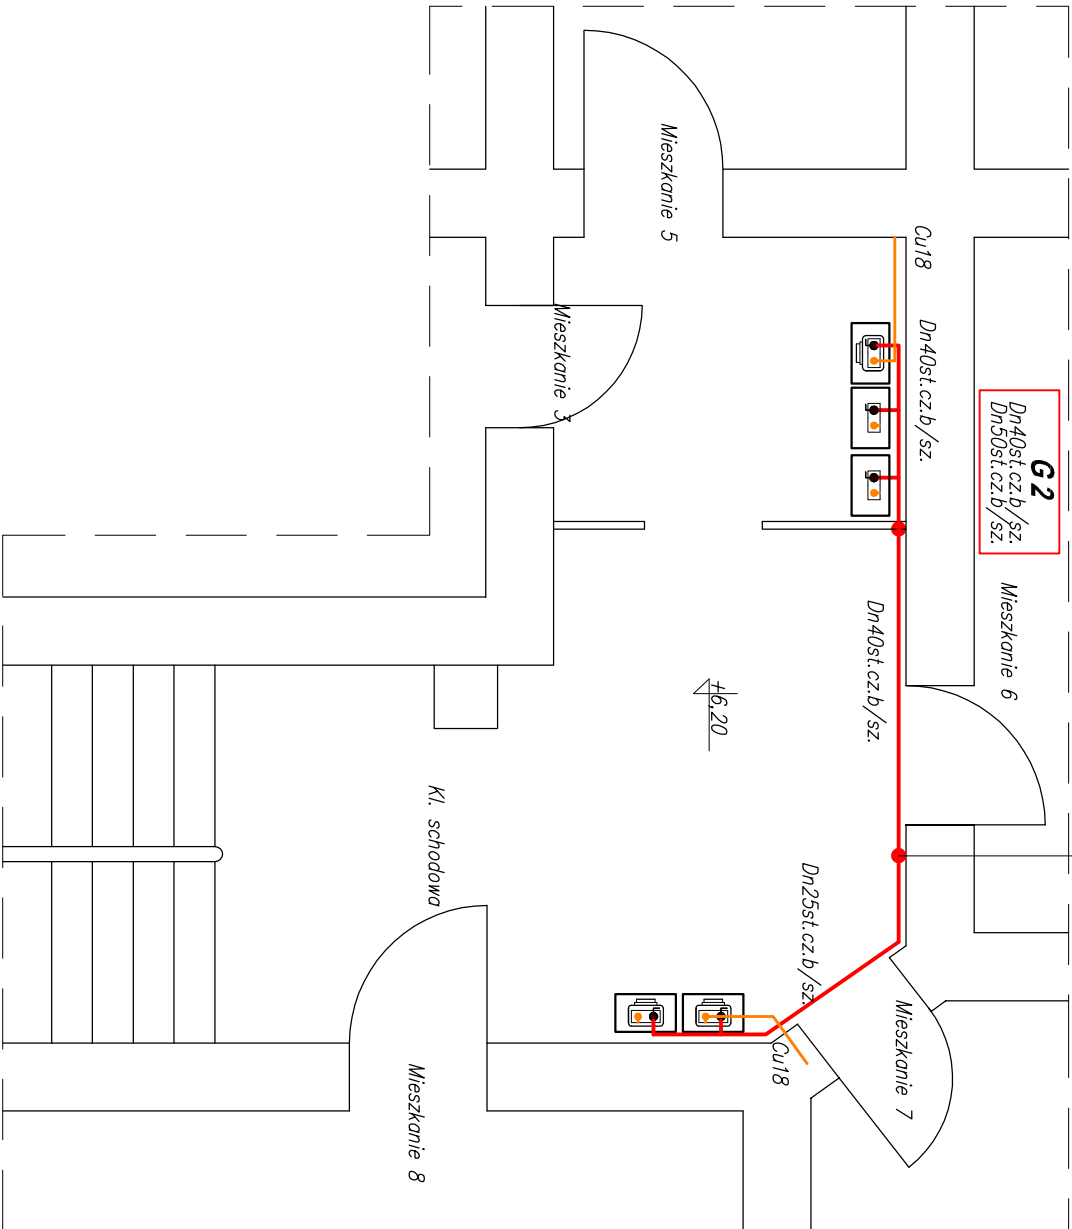 Mieszkanie 5
Cu18
Dn40st.cz.b/sz.
Mieszkanie 3
G 2
Dn40st.cz.b/sz.
Dn50st.cz.b/sz.
Mieszkanie 6
Dn40st.cz.b/sz.
+6,20
Kl. schodowa
Dn25st.cz.b/sz.
Mieszkanie 7
Cu18
Mieszkanie 8